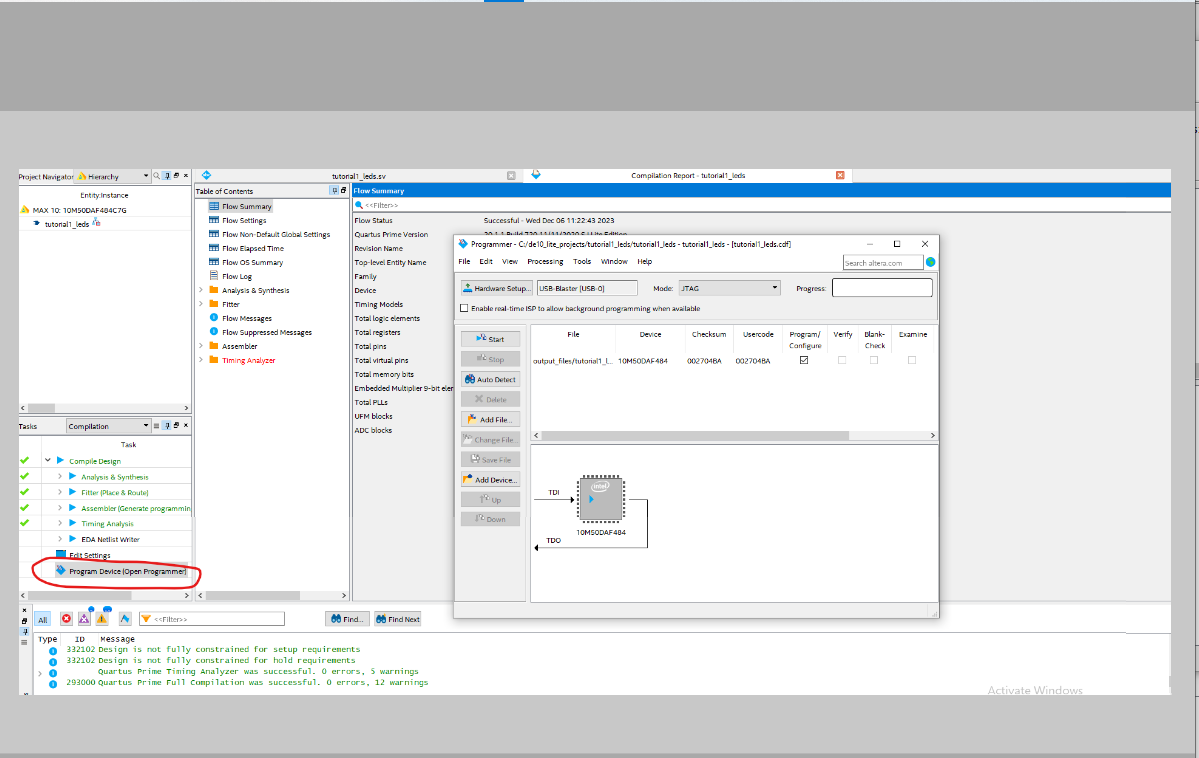 Project Navigator Hierarchy
Entity:Instance
MAX 10: 10M50DAF484C7G
tutorial1_leds
tutorial1_leds.sv
Compilation Report - tutorial1_leds
Table of Contents
Flow Summary
Flow Settings
Flow Non-Default Global Settings
Flow Elapsed Time
Flow OS Summary
Flow Log
Analysis & Synthesis
Fitter
Flow Messages
Flow Suppressed Messages
Assembler
Timing Analyzer
Flow Summary
<<Filter>>
Flow Status Successful - Wed Dec 06 11:22:43 2023
Quartus Prime Version
Revision Name
Top-level Entity Name
Family
Device
Timing Models
Total logic elements
Total registers
Total pins
Total virtual pins
Total memory bits
Embedded Multiplier 9-bit eler
Total PLLs
UFM blocks
ADC blocks
Programmer - C:/de10_lite_projects/tutorial1_leds/tutorial1_leds - tutorial1_leds - [tutorial1_leds.cdf]
File Edit View Processing Tools Window Help
Search altera.com
Hardware Setup... USB-Blaster [USB-0] Mode: JTAG Progress:
Enable real-time ISP to allow background programming when available
Start
Stop
Auto Detect
Delete
Add File...
Change File...
Save File
Add Device...
Up
Down
File Device Checksum Usercode Program/ Verify Blank- Examine
Configure Check
output_files/tutorial1_l... 10M50DAF484 002704BA 002704BA
TDI
intel
10M50DAF484
TDO
Tasks Compilation
Task
Compile Design
Analysis & Synthesis
Fitter (Place & Route)
Assembler (Generate programmin
Timing Analysis
EDA Netlist Writer
Edit Settings
Program Device (Open Programmer)
All <<Filter>> Find... Find Next
Type ID Message
332102 Design is not fully constrained for setup requirements
332102 Design is not fully constrained for hold requirements
Quartus Prime Timing Analyzer was successful. 0 errors, 5 warnings
293000 Quartus Prime Full Compilation was successful. 0 errors, 12 warnings
Activate Windows